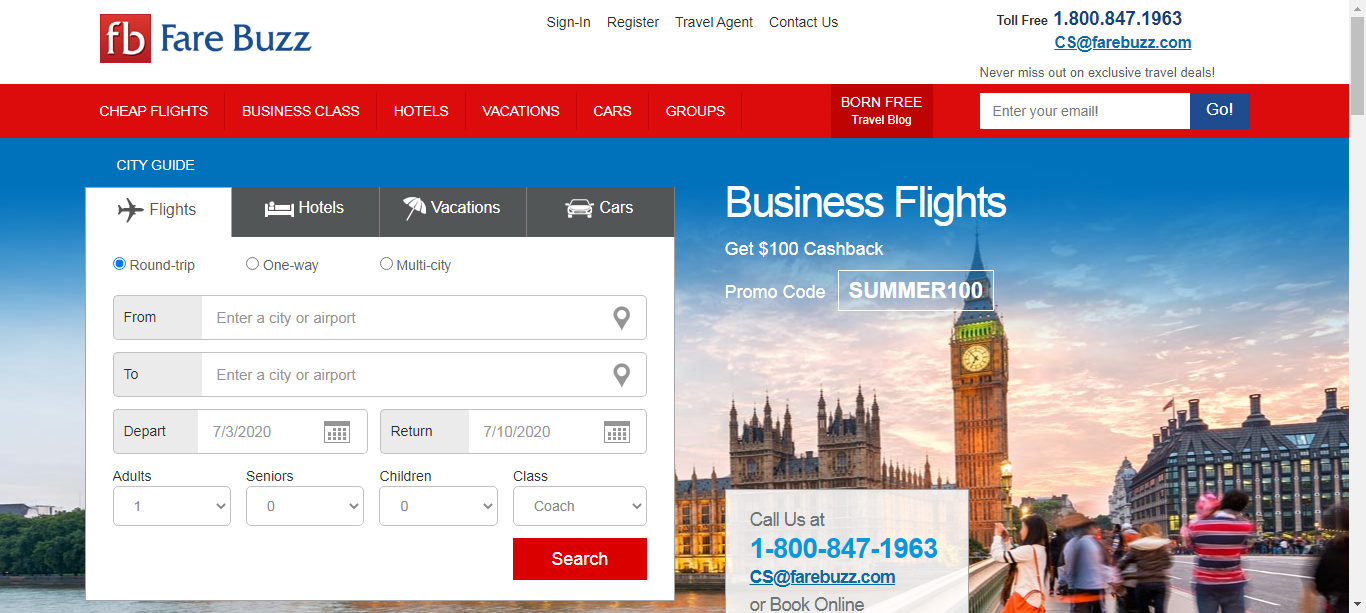 fb Fare Buzz
Sign-In Register Travel Agent Contact Us
Toll Free 1.800.847.1963
CS@farebuzz.com
Never miss out on exclusive travel deals!
CHEAP FLIGHTS BUSINESS CLASS HOTELS VACATIONS CARS GROUPS
BORN FREE
Travel Blog
Enter your email! Go!
CITY GUIDE
Flights Hotels Vacations Cars
Round-trip One-way Multi-city
From Enter a city or airport
To Enter a city or airport
Depart 7/3/2020 Return 7/10/2020
Adults Seniors Children Class
1 0 0 Coach
Search
Business Flights
Get $100 Cashback
Promo Code SUMMER100
Call Us at
1-800-847-1963
CS@farebuzz.com
or Book Online